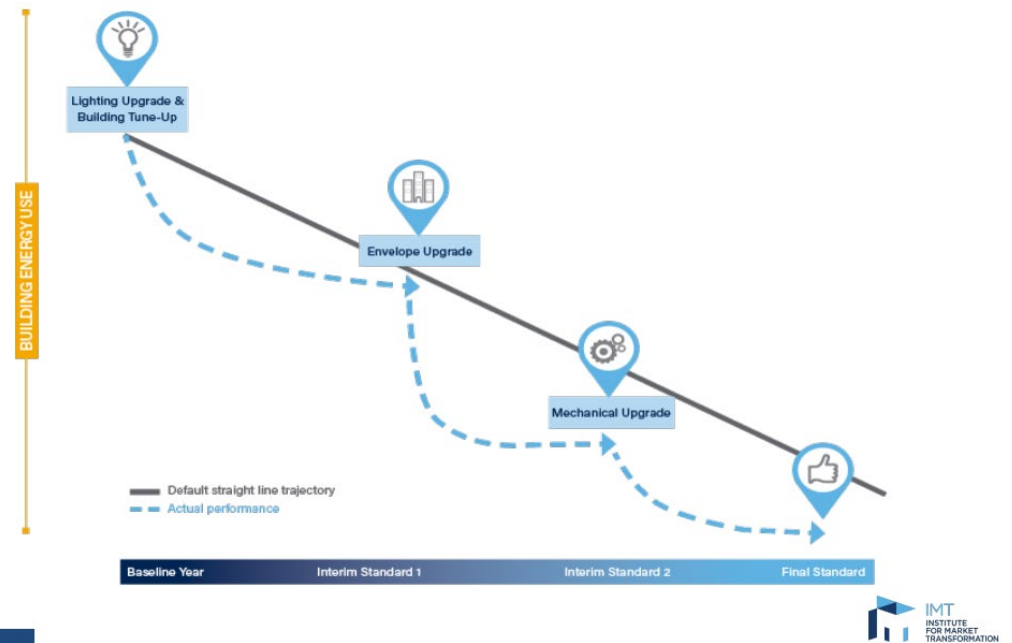 Lighting Upgrade &
Building Tune-Up
BUILDING ENERGY USE
Envelope Upgrade
Mechanical Upgrade
Default straight line trajectory
Actual performance
Baseline Year
Interim Standard 1
Interim Standard 2
Final Standard
IMT
INSTITUTE
FOR MARKET
TRANSFORMATION